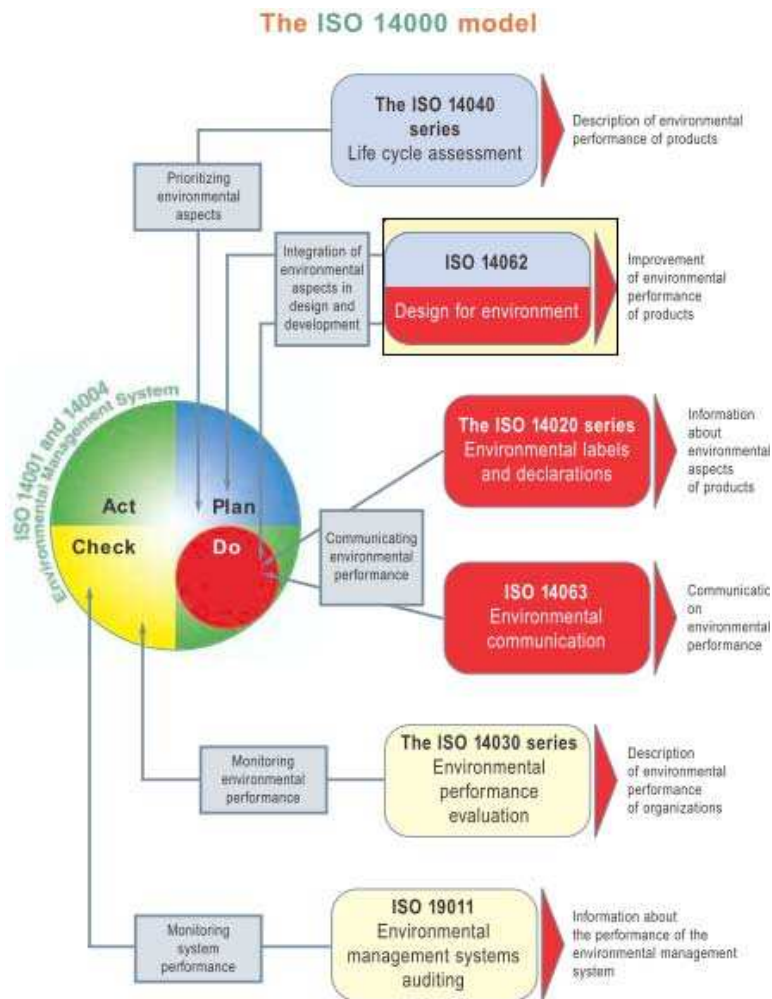 The ISO 14000 model
The ISO 14040
series
Life cycle assessment
Description of environmental
performance of products
Prioritizing
environmental
aspects
Integration of
environmental
aspects in
design and
development
ISO 14062
Design for environment
Improvement
of environmental
performance
of products
ISO 14001 and 14004
Environmental Management System
Act
Plan
Check
Do
The ISO 14020 series
Environmental labels
and declarations
Information
about
environmental
aspects
of products
Communicating
environmental
performance
ISO 14063
Environmental
communication
Communicatic
on
environmental
performance
Monitoring
environmental
performance
The ISO 14030 series
Environmental
performance
evaluation
Description
of environmental
performance
of organizations
Monitoring
system
performance
ISO 19011
Environmental
management systems
auditing
Information about
the performance of the
environmental management
system